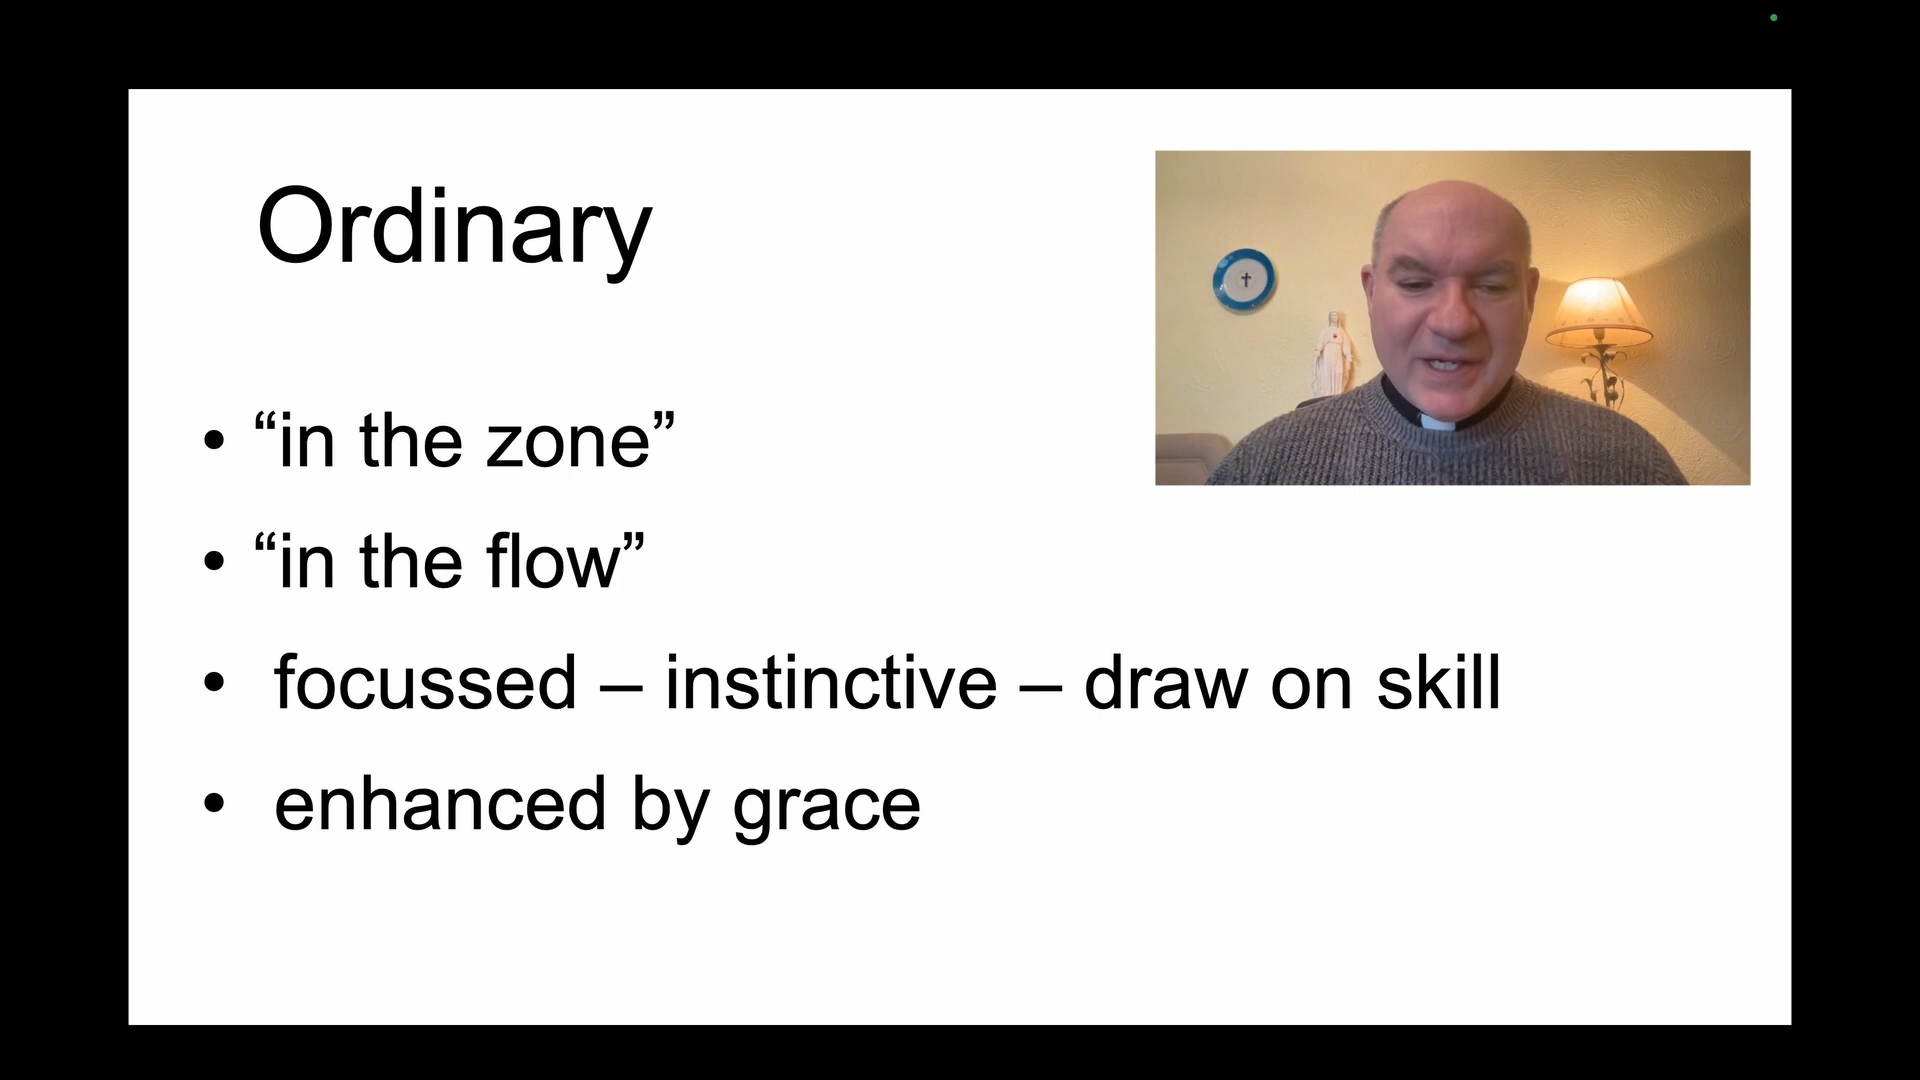 Ordinary
• “in the zone”
• “in the flow”
• focussed – instinctive – draw on skill
• enhanced by grace